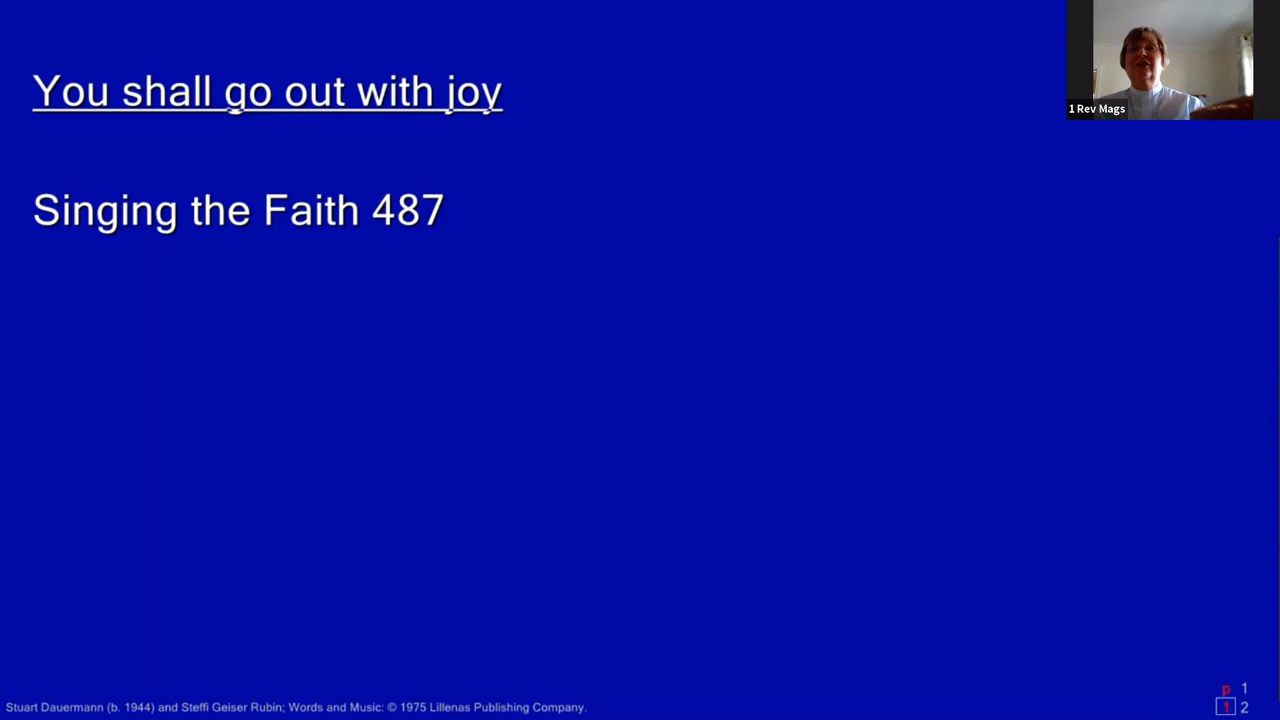 You shall go out with joy
1 Rev Mags
Singing the Faith 487
p 1
1 2
Stuart Dauermann (b. 1944) and Steffi Geiser Rubin; Words and Music: © 1975 Lillenas Publishing Company.